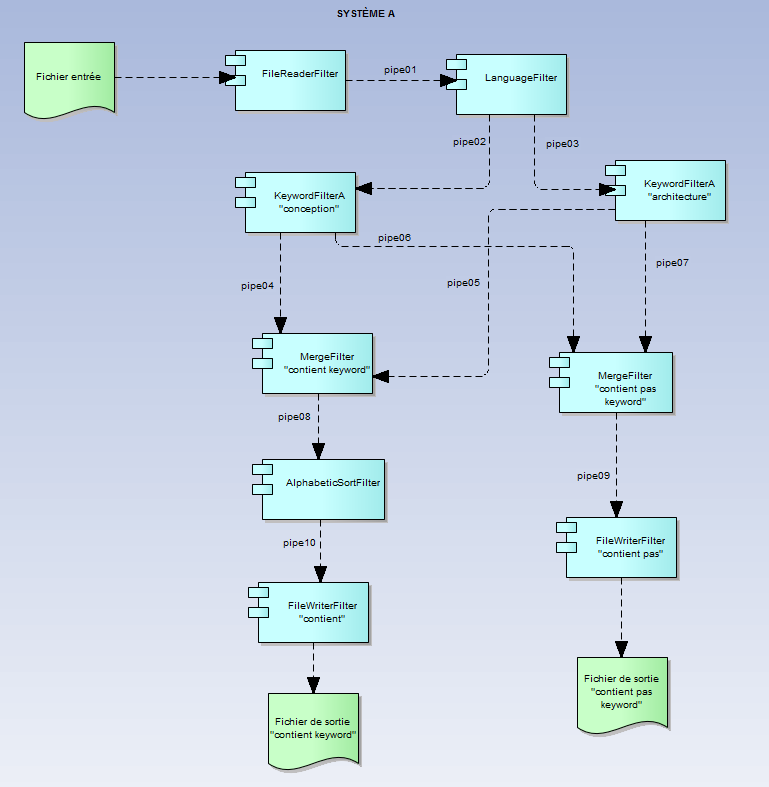 SYSTÈME A
Fichier entrée
FileReaderFilter
pipe01
LanguageFilter
pipe02
pipe03
KeywordFilterA
"conception"
KeywordFilterA
"architecture"
pipe06
pipe04
pipe05
pipe07
MergeFilter
"contient keyword"
MergeFilter
"contient pas
keyword"
pipe08
pipe09
AlphabeticSortFilter
pipe10
FileWriterFilter
"contient pas"
FileWriterFilter
"contient"
Fichier de sortie
"contient pas
keyword"
Fichier de sortie
"contient keyword"